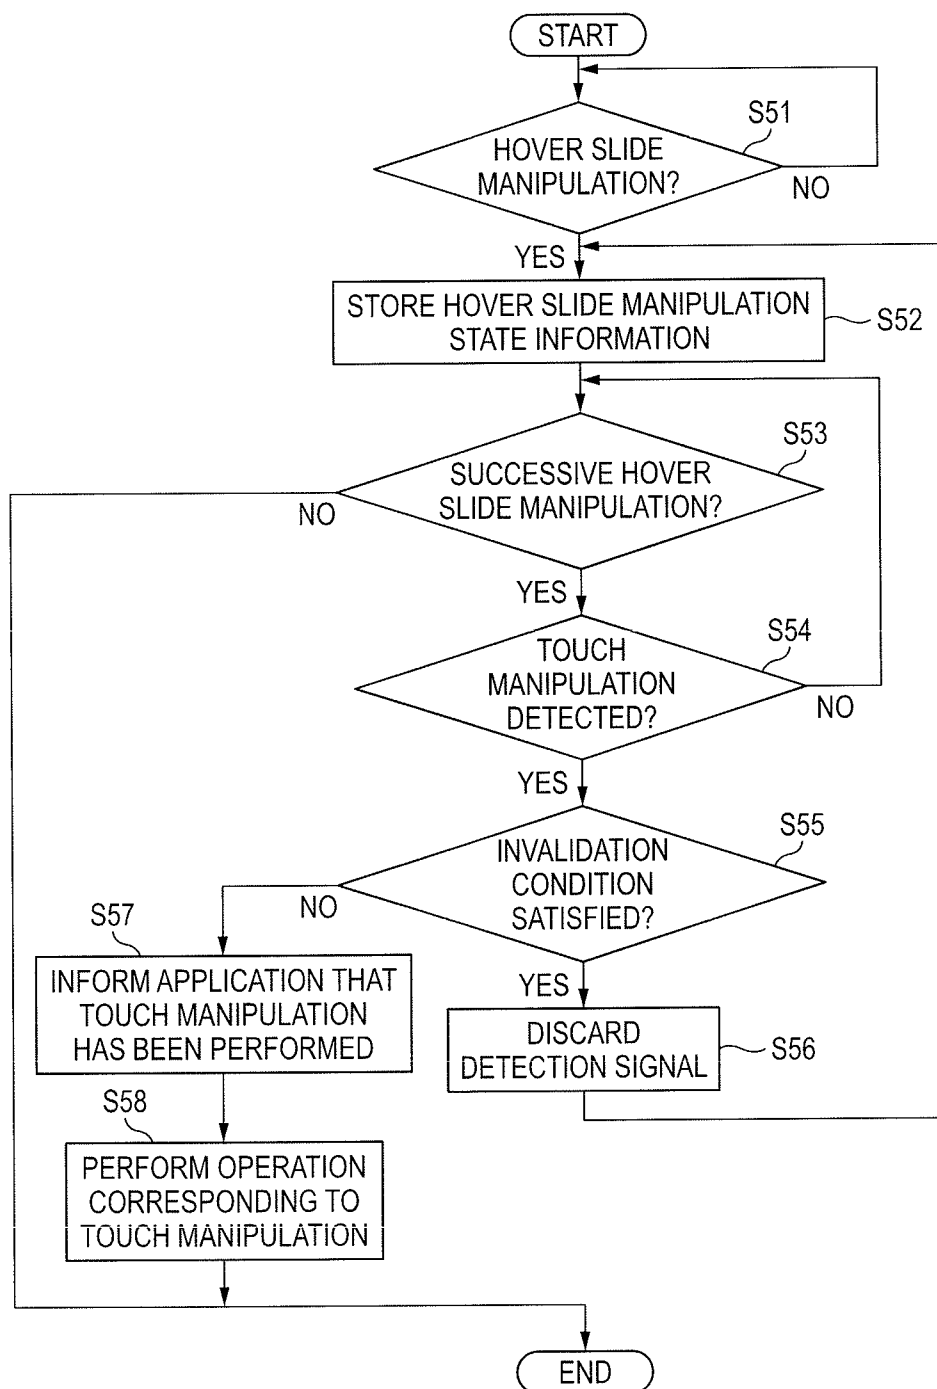 START
S51
HOVER SLIDE
MANIPULATION?
NO
YES
STORE HOVER SLIDE MANIPULATION
STATE INFORMATION
S52
S53
SUCCESSIVE HOVER
SLIDE MANIPULATION?
NO
YES
S54
TOUCH
MANIPULATION
DETECTED?
NO
YES
S55
INVALIDATION
CONDITION
SATISFIED?
NO
YES
S57
INFORM APPLICATION THAT
TOUCH MANIPULATION
HAS BEEN PERFORMED
DISCARD
DETECTION SIGNAL
S56
S58
PERFORM OPERATION
CORRESPONDING TO
TOUCH MANIPULATION
END